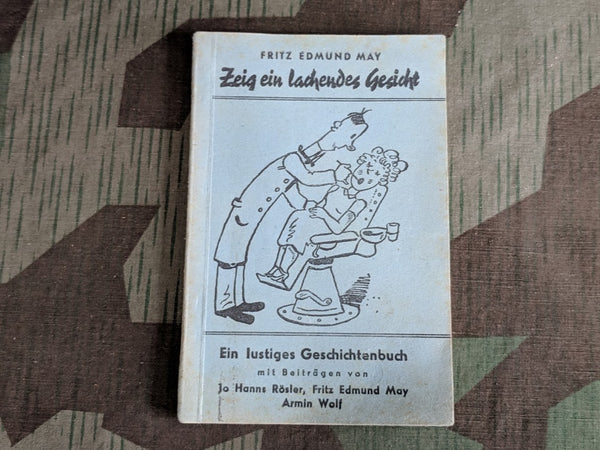 FRITZ EDMUND MAY
Zeig ein lachendes Gesicht
Ein lustiges Geschichtenbuch
mit Beiträgen von
Jo Hanns Rösler, Fritz Edmund May
Armin Wolf